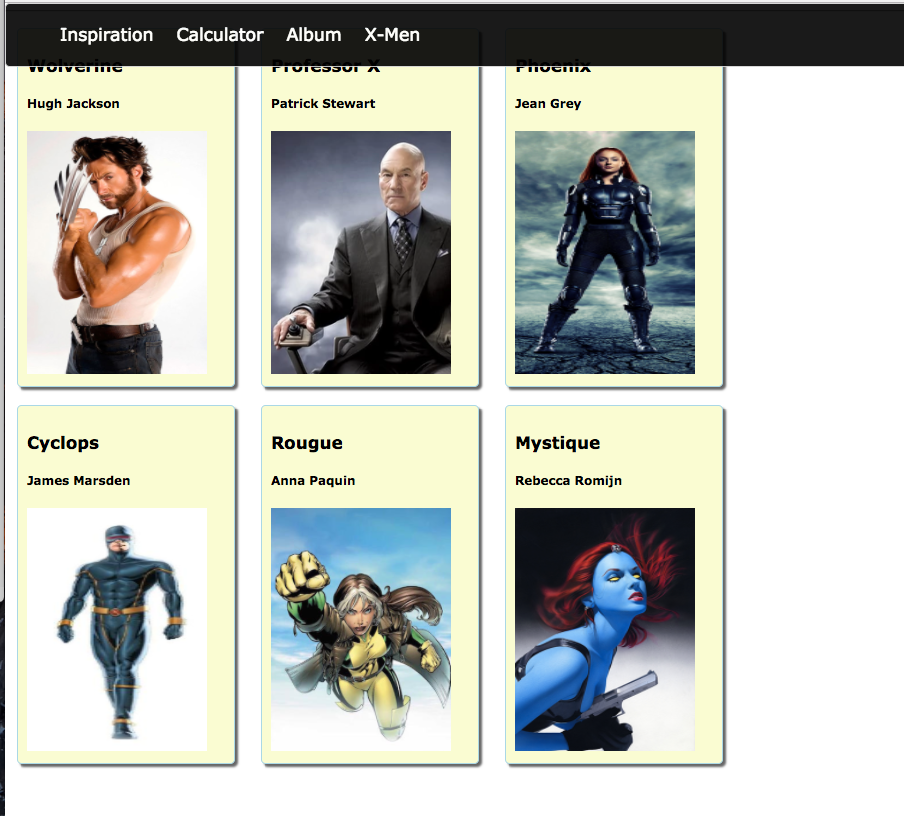 Inspiration Calculator Album X-Men
Wolverine Professor X Phoenix
Hugh Jackson Patrick Stewart Jean Grey
Cyclops Rougue Mystique
James Marsden Anna Paquin Rebecca Romijn